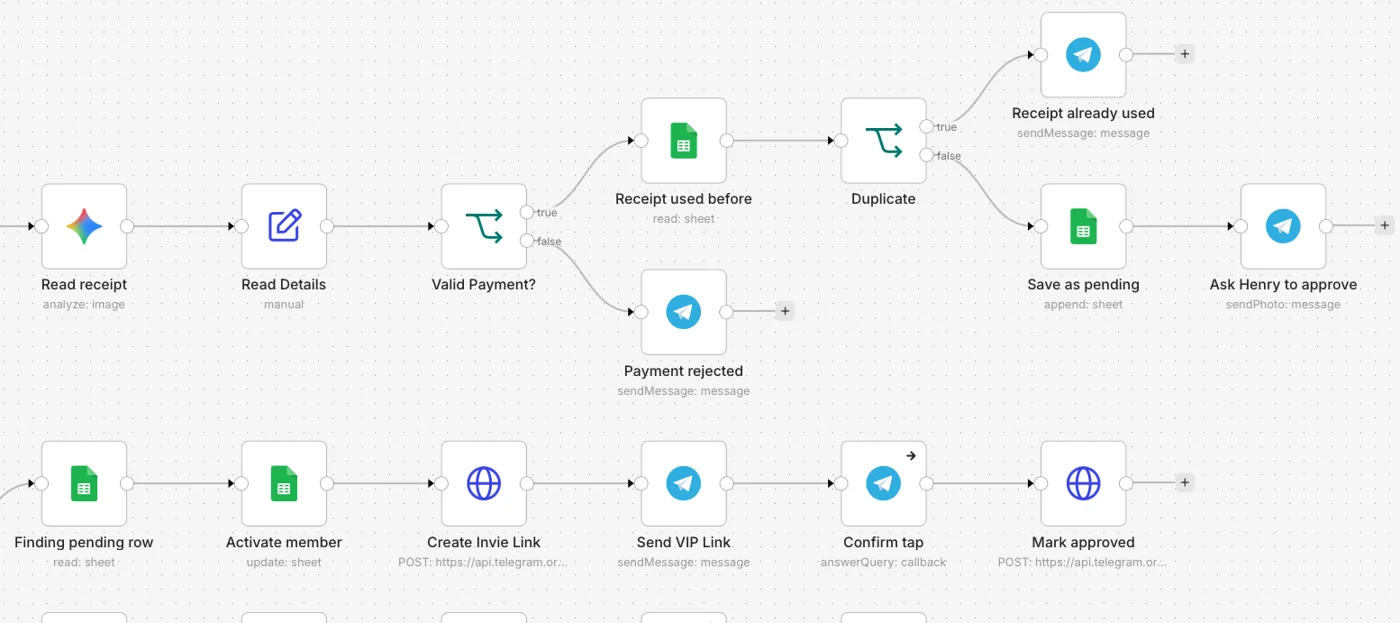 Receipt already used
sendMessage: message
true
false
Receipt used before
read: sheet
Duplicate
true
false
Read receipt
analyze: image
Read Details
manual
Valid Payment?
Save as pending
append: sheet
Ask Henry to approve
sendPhoto: message
Payment rejected
sendMessage: message
Finding pending row
read: sheet
Activate member
update: sheet
Create Invie Link
POST: https://api.telegram.or...
Send VIP Link
sendMessage: message
Confirm tap
answerQuery: callback
Mark approved
POST: https://api.telegram.or...